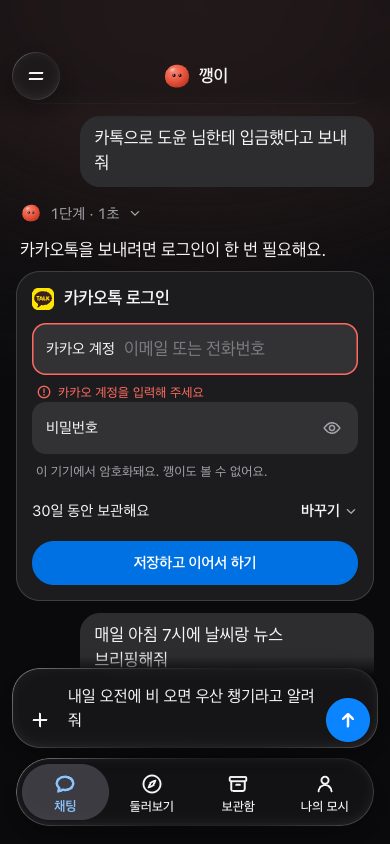 깽이
카톡으로 도윤 님한테 입금했다고 보내
줘
1단계 · 1초
카카오톡을 보내려면 로그인이 한 번 필요해요.
TALK
카카오톡 로그인
카카오 계정
이메일 또는 전화번호
카카오 계정을 입력해 주세요
비밀번호
이 기기에서 암호화돼요. 깽이도 볼 수 없어요.
30일 동안 보관해요
바꾸기
저장하고 이어서 하기
매일 아침 7시에 날씨랑 뉴스
브리핑해줘
내일 오전에 비 오면 우산 챙기라고 알려
줘
채팅
둘러보기
보관함
나의 모시